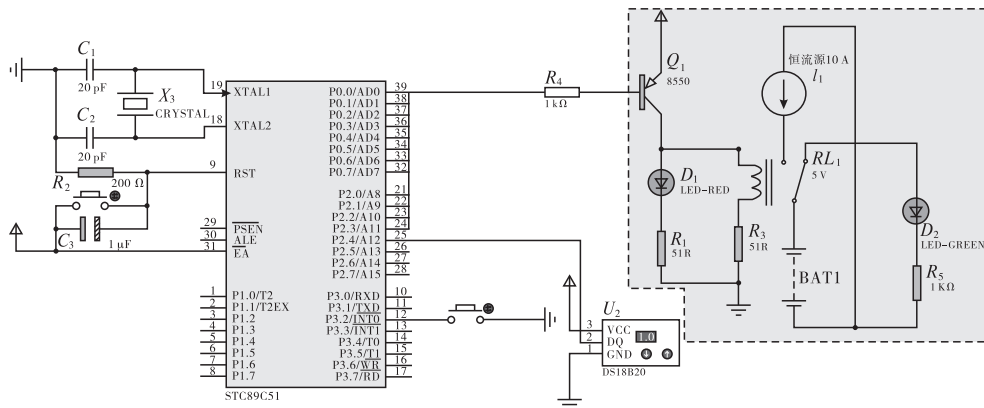 C1
20 pF
X3
CRYSTAL
C2
20 pF
R2
200 Ω
C3
1 μF
19
18
9
29
30
31
1
2
3
4
5
6
7
8
XTAL1
XTAL2
RST
PSEN
ALE
EA
P1.0/T2
P1.1/T2EX
P1.2
P1.3
P1.4
P1.5
P1.6
P1.7
P0.0/AD0
P0.1/AD1
P0.2/AD2
P0.3/AD3
P0.4/AD4
P0.5/AD5
P0.6/AD6
P0.7/AD7
P2.0/A8
P2.1/A9
P2.2/A10
P2.3/A11
P2.4/A12
P2.5/A13
P2.6/A14
P2.7/A15
P3.0/RXD
P3.1/TXD
P3.2/INT0
P3.3/INT1
P3.4/T0
P3.5/T1
P3.6/WR
P3.7/RD
39
38
37
36
35
34
33
32
21
22
23
24
25
26
27
28
10
11
12
13
14
15
16
17
STC89C51
R4
1 kΩ
Q1
8550
恒流源10 A
I1
D1
LED-RED
R1
51R
R3
51R
RL1
5 V
BAT1
D2
LED-GREEN
R5
1 KΩ
U2
3
2
1
VCC
DQ
GND
1.0
DS18B20